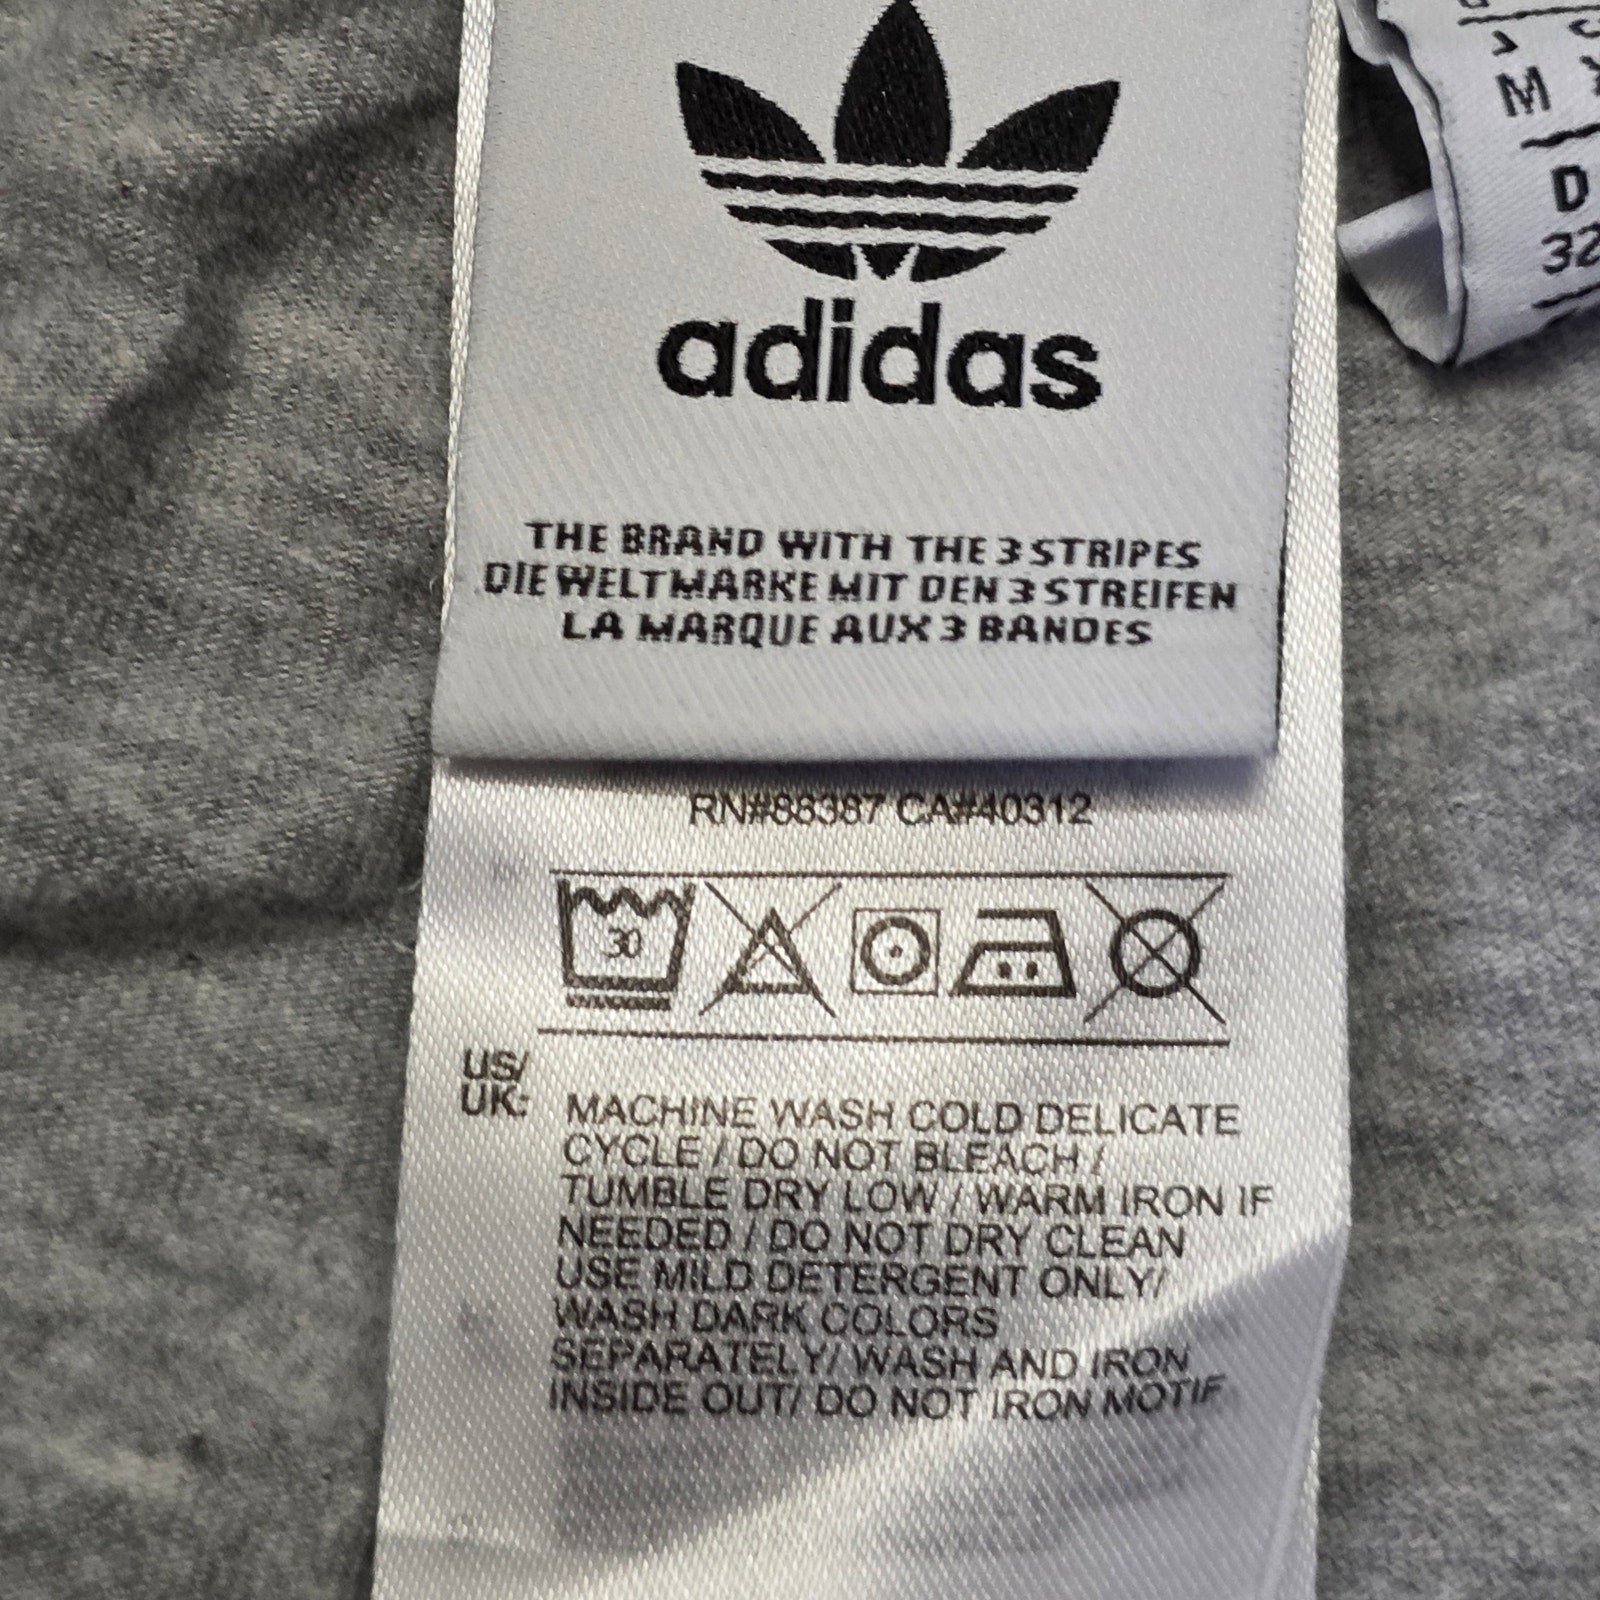 adidas
THE BRAND WITH THE 3 STRIPES
DIE WELTMARKE MIT DEN 3 STREIFEN
LA MARQUE AUX 3 BANDES
M
D
32
RN#88387 CA#40312
30
US/
UK:
MACHINE WASH COLD DELICATE
CYCLE / DO NOT BLEACH /
TUMBLE DRY LOW / WARM IRON IF
NEEDED / DO NOT DRY CLEAN
USE MILD DETERGENT ONLY/
WASH DARK COLORS
SEPARATELY/ WASH AND IRON
INSIDE OUT/ DO NOT IRON MOTIF